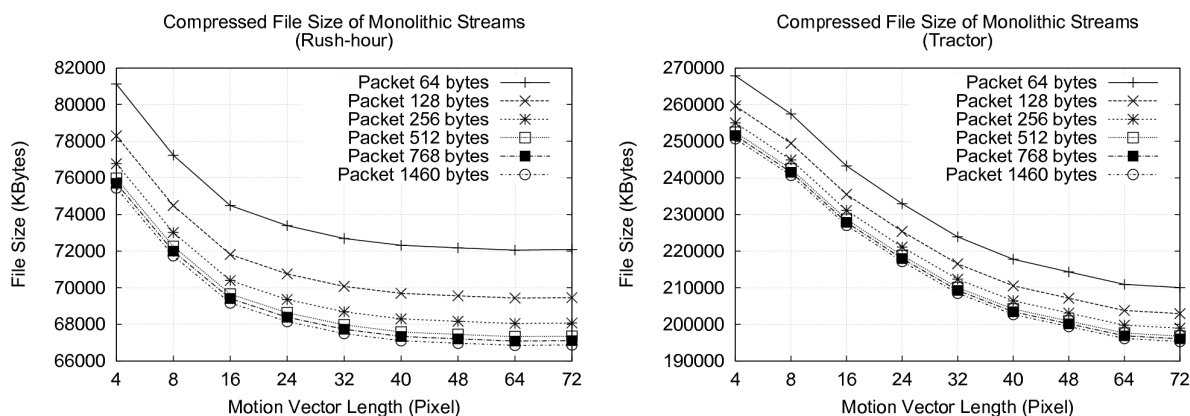 Compressed File Size of Monolithic Streams
(Rush-hour)
82000
80000
78000
76000
74000
72000
70000
68000
66000
File Size (KBytes)
Packet 64 bytes
Packet 128 bytes
Packet 256 bytes
Packet 512 bytes
Packet 768 bytes
Packet 1460 bytes
4 8 16 24 32 40 48 64 72
Motion Vector Length (Pixel)
Compressed File Size of Monolithic Streams
(Tractor)
270000
260000
250000
240000
230000
220000
210000
200000
190000
File Size (KBytes)
Packet 64 bytes
Packet 128 bytes
Packet 256 bytes
Packet 512 bytes
Packet 768 bytes
Packet 1460 bytes
4 8 16 24 32 40 48 64 72
Motion Vector Length (Pixel)